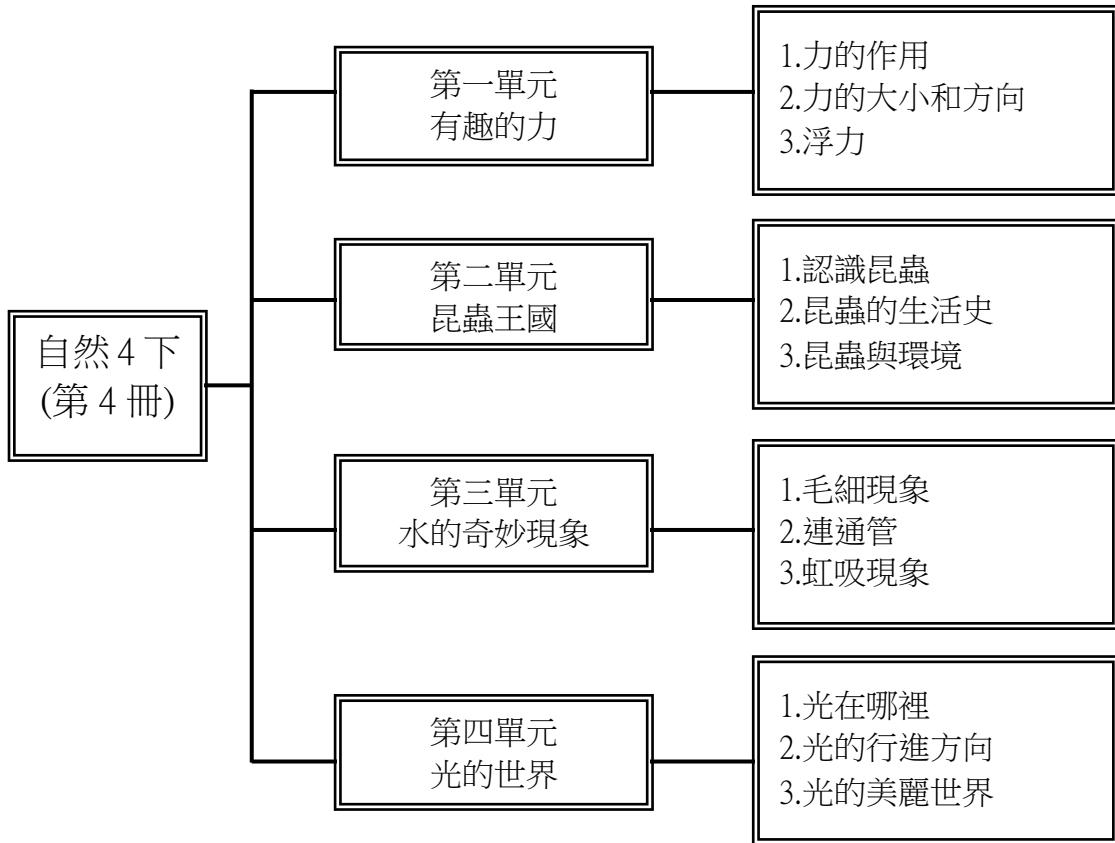 自然 4 下
(第 4 冊)
第一單元
有趣的力
1.力的作用
2.力的大小和方向
3.浮力
第二單元
昆蟲王國
1.認識昆蟲
2.昆蟲的生活史
3.昆蟲與環境
第三單元
水的奇妙現象
1.毛細現象
2.連通管
3.虹吸現象
第四單元
光的世界
1.光在哪裡
2.光的行進方向
3.光的美麗世界